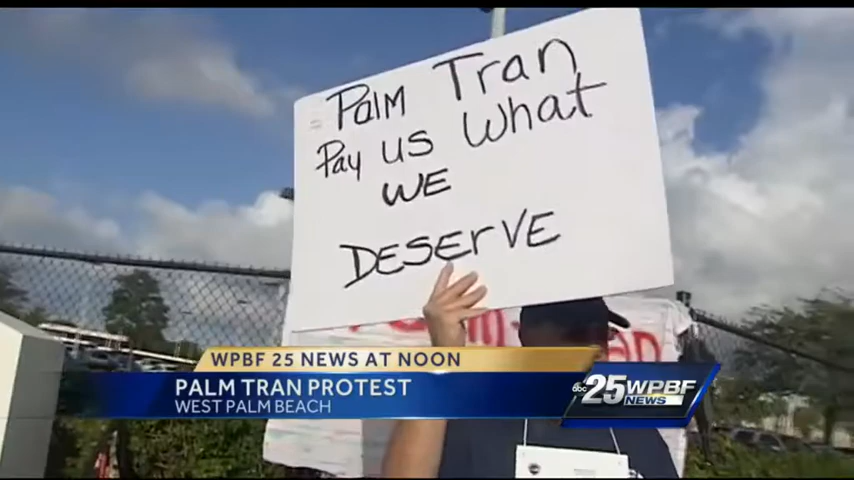 PalM Tran
Pay US What
WE
DESErVE
WPBF 25 NEWS AT NOON
PALM TRAN PROTEST
WEST PALM BEACH
abc 25 WPBF
NEWS